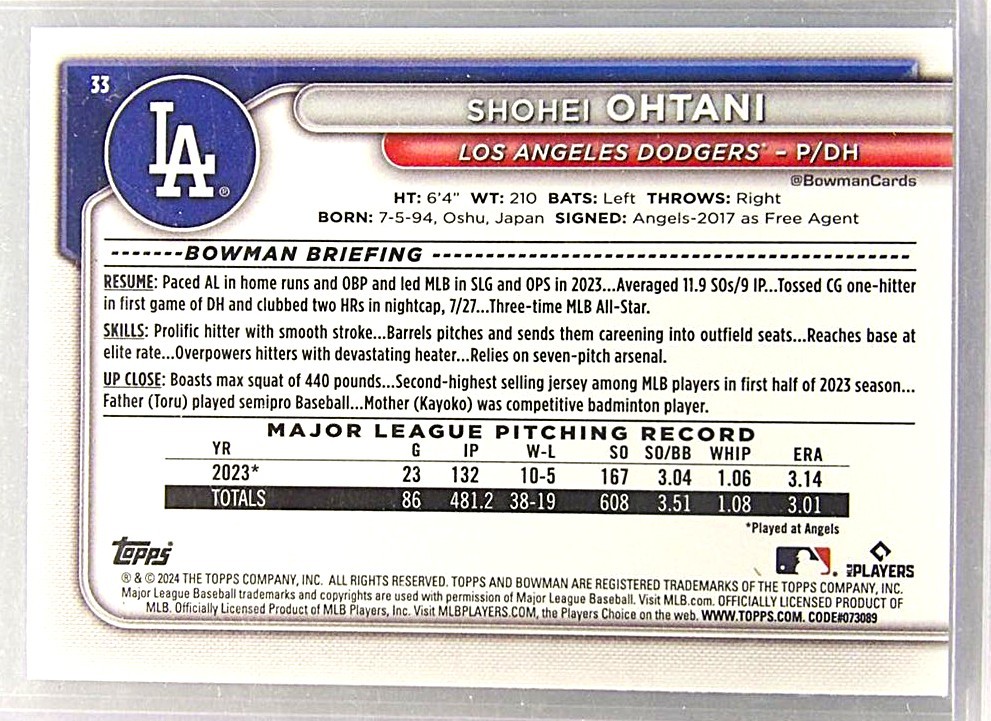 33
LA®
SHOHEI OHTANI
LOS ANGELES DODGERS® – P/DH
@BowmanCards
HT: 6'4" WT: 210 BATS: Left THROWS: Right
BORN: 7-5-94, Oshu, Japan SIGNED: Angels-2017 as Free Agent
BOWMAN BRIEFING
RESUME: Paced AL in home runs and OBP and led MLB in SLG and OPS in 2023...Averaged 11.9 SOs/9 IP...Tossed CG one-hitter
in first game of DH and clubbed two HRs in nightcap, 7/27...Three-time MLB All-Star.
SKILLS: Prolific hitter with smooth stroke...Barrels pitches and sends them careening into outfield seats...Reaches base at
elite rate...Overpowers hitters with devastating heater...Relies on seven-pitch arsenal.
UP CLOSE: Boasts max squat of 440 pounds...Second-highest selling jersey among MLB players in first half of 2023 season...
Father (Toru) played semipro Baseball...Mother (Kayoko) was competitive badminton player.
MAJOR LEAGUE PITCHING RECORD
YR G IP W-L SO SO/BB WHIP ERA
2023* 23 132 10-5 167 3.04 1.06 3.14
TOTALS 86 481.2 38-19 608 3.51 1.08 3.01
*Played at Angels
Topps
MLB PLAYERS
® & © 2024 THE TOPPS COMPANY, INC. ALL RIGHTS RESERVED. TOPPS AND BOWMAN ARE REGISTERED TRADEMARKS OF THE TOPPS COMPANY, INC.
Major League Baseball trademarks and copyrights are used with permission of Major League Baseball. Visit MLB.com. OFFICIALLY LICENSED PRODUCT OF
MLB. Officially Licensed Product of MLB Players, Inc. Visit MLBPLAYERS.COM, the Players Choice on the web. WWW.TOPPS.COM. CODE#073089